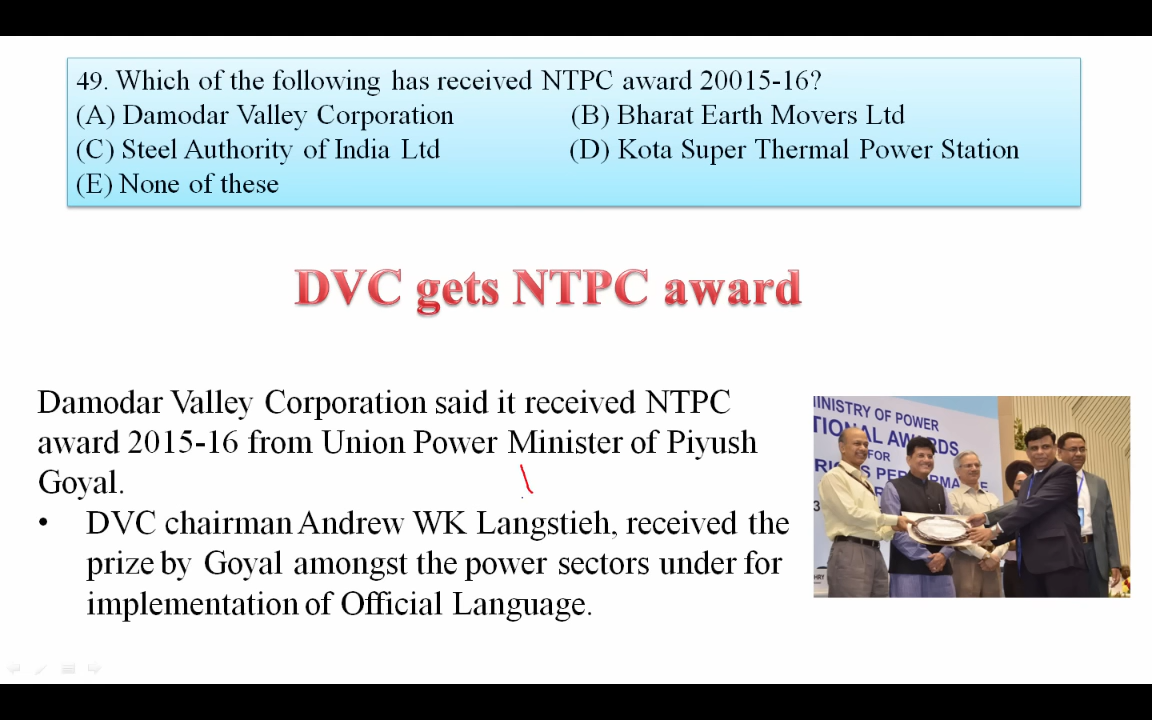 49. Which of the following has received NTPC award 20015-16?
(A) Damodar Valley Corporation (B) Bharat Earth Movers Ltd
(C) Steel Authority of India Ltd (D) Kota Super Thermal Power Station
(E) None of these
DVC gets NTPC award
Damodar Valley Corporation said it received NTPC
award 2015-16 from Union Power Minister of Piyush
Goyal.
• DVC chairman Andrew WK Langstieh, received the
prize by Goyal amongst the power sectors under for
implementation of Official Language.
MINISTRY OF POWER
TIONAL AWARDS
FOR